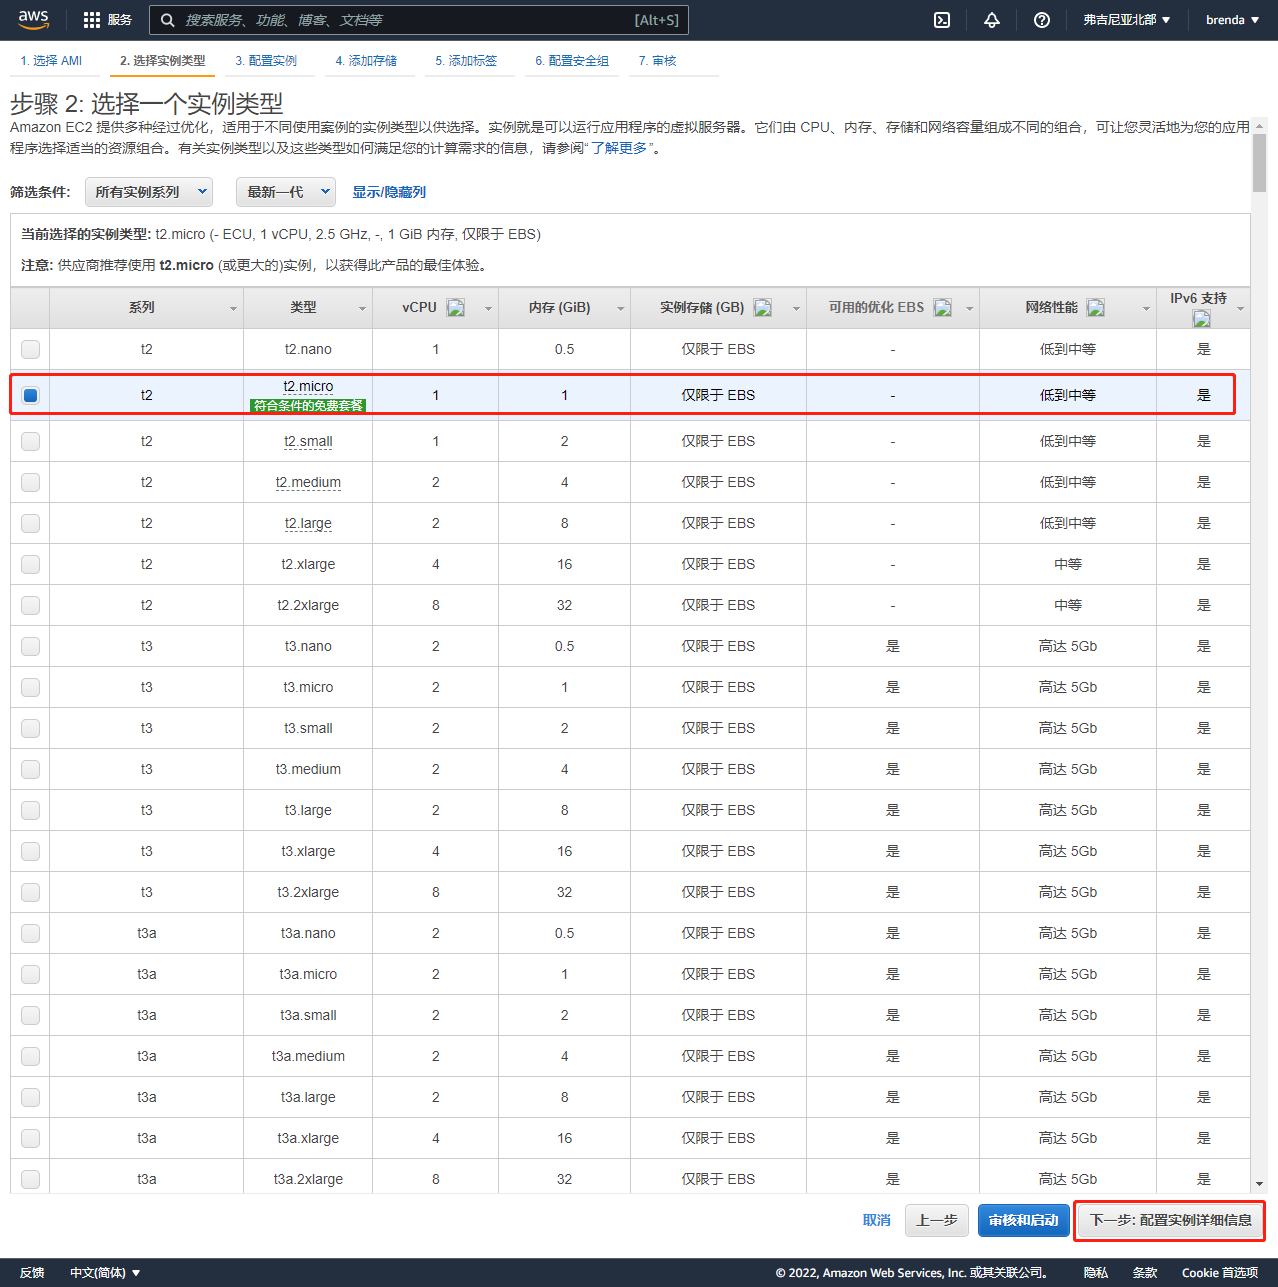 aws 服务 搜索服务、功能、博客、文档等 [Alt+S] 弗吉尼亚北部 brenda
1. 选择 AMI 2. 选择实例类型 3. 配置实例 4. 添加存储 5. 添加标签 6. 配置安全组 7. 审核
步骤 2: 选择一个实例类型
Amazon EC2 提供多种经过优化，适用于不同使用案例的实例类型以供选择。实例就是可以运行应用程序的虚拟服务器。它们由 CPU、内存、存储和网络容量组成不同的组合，可让您灵活地为您的应用
程序选择适当的资源组合。有关实例类型以及这些类型如何满足您的计算需求的信息，请参阅“了解更多”。
筛选条件: 所有实例系列 最新一代 显示/隐藏列
当前选择的实例类型: t2.micro (- ECU, 1 vCPU, 2.5 GHz, -, 1 GiB 内存, 仅限于 EBS)
注意: 供应商推荐使用 t2.micro (或更大的)实例，以获得此产品的最佳体验。
系列 类型 vCPU 内存 (GiB) 实例存储 (GB) 可用的优化 EBS 网络性能 IPv6 支持
t2 t2.nano 1 0.5 仅限于 EBS - 低到中等 是
t2 t2.micro 1 1 仅限于 EBS - 低到中等 是
符合条件的免费套餐
t2 t2.small 1 2 仅限于 EBS - 低到中等 是
t2 t2.medium 2 4 仅限于 EBS - 低到中等 是
t2 t2.large 2 8 仅限于 EBS - 低到中等 是
t2 t2.xlarge 4 16 仅限于 EBS - 中等 是
t2 t2.2xlarge 8 32 仅限于 EBS - 中等 是
t3 t3.nano 2 0.5 仅限于 EBS 是 高达 5Gb 是
t3 t3.micro 2 1 仅限于 EBS 是 高达 5Gb 是
t3 t3.small 2 2 仅限于 EBS 是 高达 5Gb 是
t3 t3.medium 2 4 仅限于 EBS 是 高达 5Gb 是
t3 t3.large 2 8 仅限于 EBS 是 高达 5Gb 是
t3 t3.xlarge 4 16 仅限于 EBS 是 高达 5Gb 是
t3 t3.2xlarge 8 32 仅限于 EBS 是 高达 5Gb 是
t3a t3a.nano 2 0.5 仅限于 EBS 是 高达 5Gb 是
t3a t3a.micro 2 1 仅限于 EBS 是 高达 5Gb 是
t3a t3a.small 2 2 仅限于 EBS 是 高达 5Gb 是
t3a t3a.medium 2 4 仅限于 EBS 是 高达 5Gb 是
t3a t3a.large 2 8 仅限于 EBS 是 高达 5Gb 是
t3a t3a.xlarge 4 16 仅限于 EBS 是 高达 5Gb 是
t3a t3a.2xlarge 8 32 仅限于 EBS 是 高达 5Gb 是
取消 上一步 审核和启动 下一步: 配置实例详细信息
反馈 中文(简体) © 2022, Amazon Web Services, Inc. 或其关联公司。 隐私 条款 Cookie 首选项